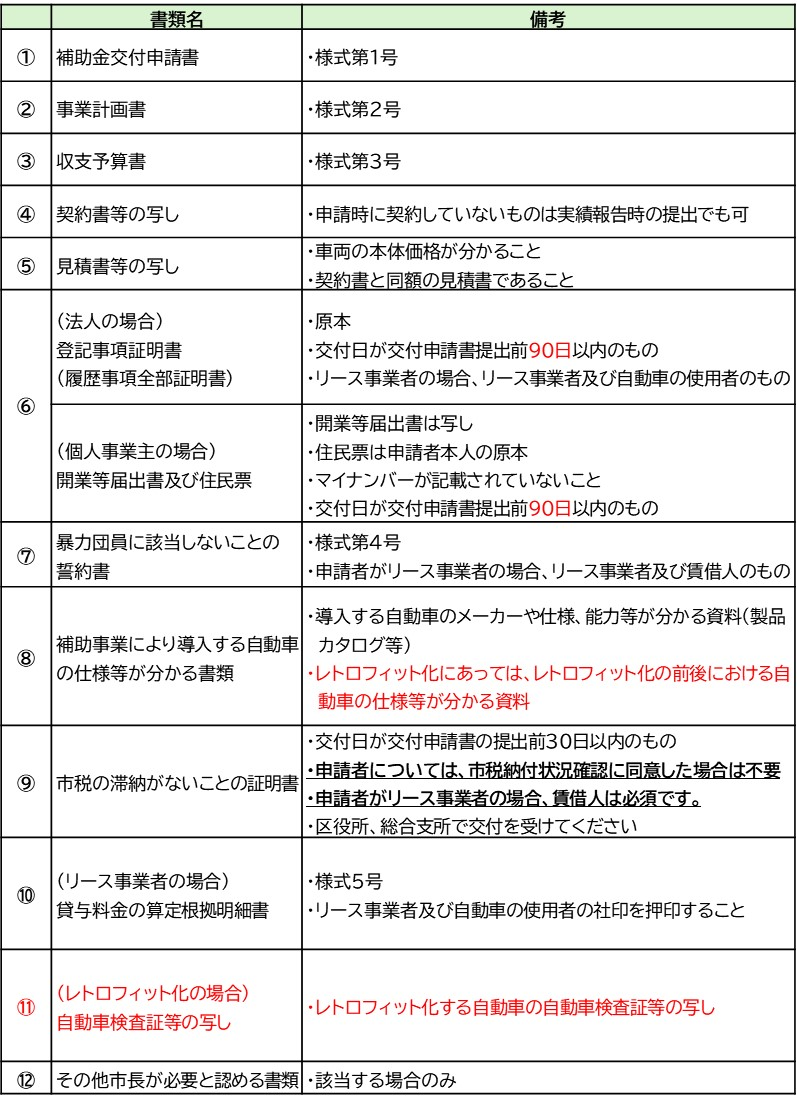 書類名 備考
① 補助金交付申請書 ・様式第1号
② 事業計画書 ・様式第2号
③ 収支予算書 ・様式第3号
④ 契約書等の写し ・申請時に契約していないものは実績報告時の提出でも可
⑤ 見積書等の写し
・車両の本体価格が分かること
・契約書と同額の見積書であること
⑥
（法人の場合）
登記事項証明書
（履歴事項全部証明書）
・原本
・交付日が交付申請書提出前90日以内のもの
・リース事業者の場合、リース事業者及び自動車の使用者のもの
（個人事業主の場合）
開業等届出書及び住民票
・開業等届出書は写し
・住民票は申請者本人の原本
・マイナンバーが記載されていないこと
・交付日が交付申請書提出前90日以内のもの
⑦
暴力団員に該当しないことの
誓約書
・様式第4号
・申請者がリース事業者の場合、リース事業者及び賃借人のもの
⑧
補助事業により導入する自動車
の仕様等が分かる書類
・導入する自動車のメーカーや仕様、能力等が分かる資料（製品
カタログ等）
・レトロフィット化にあっては、レトロフィット化の前後における自
動車の仕様等が分かる資料
⑨ 市税の滞納がないことの証明書
・交付日が交付申請書の提出前30日以内のもの
・申請者については、市税納付状況確認に同意した場合は不要
・申請者がリース事業者の場合、賃借人は必須です。
・区役所、総合支所で交付を受けてください
⑩
（リース事業者の場合）
貸与料金の算定根拠明細書
・様式5号
・リース事業者及び自動車の使用者の社印を押印すること
⑪
（レトロフィット化の場合）
自動車検査証等の写し
・レトロフィット化する自動車の自動車検査証等の写し
⑫ その他市長が必要と認める書類 ・該当する場合のみ